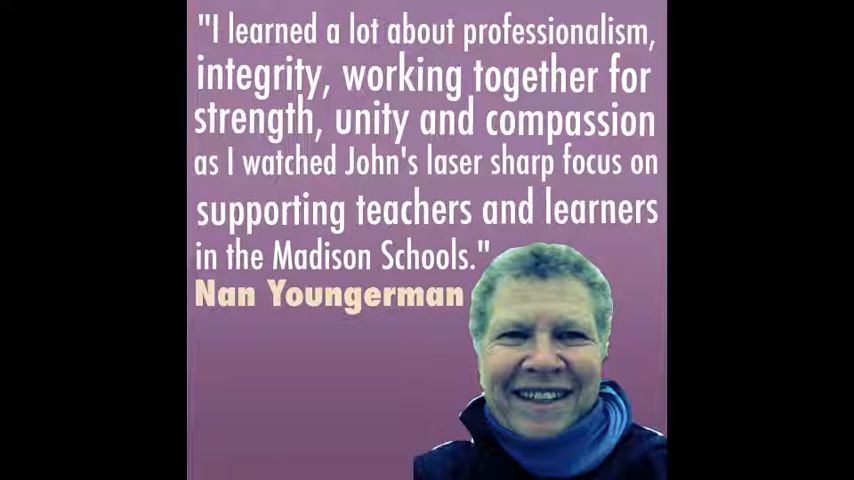 "I learned a lot about professionalism,
integrity, working together for
strength, unity and compassion
as I watched John's laser sharp focus on
supporting teachers and learners
in the Madison Schools."
Nan Youngerman